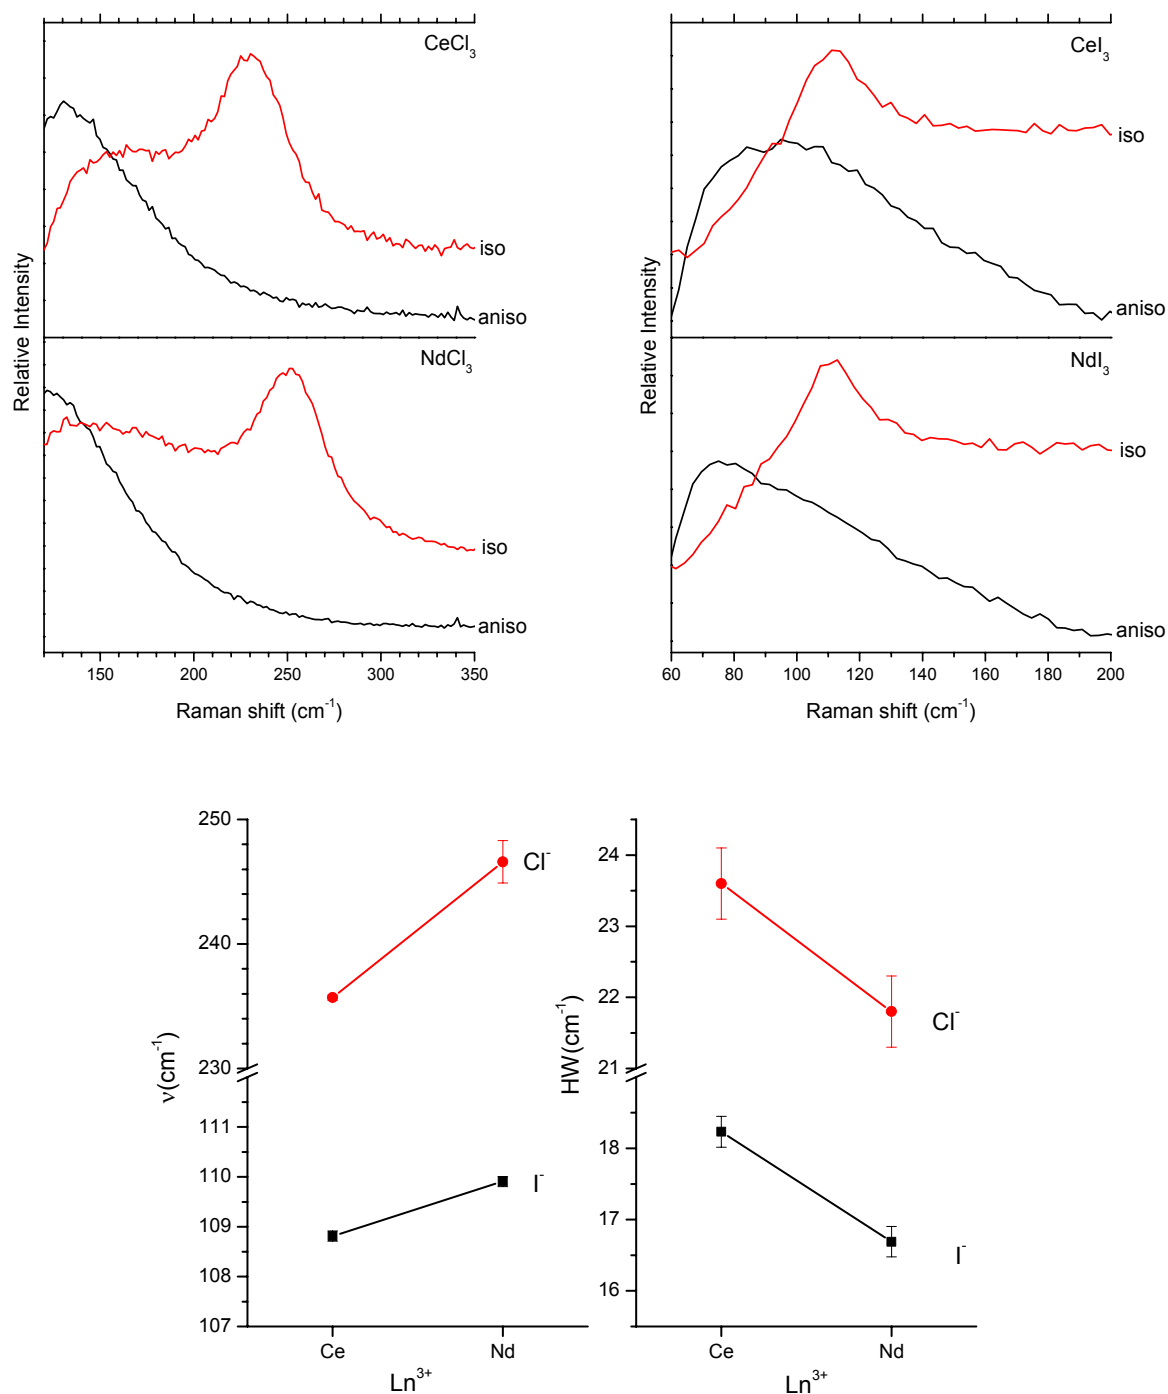 CeCl3
iso
aniso
Relative Intensity
NdCl3
iso
aniso
150 200 250 300 350
Raman shift (cm-1)
CeI3
iso
aniso
Relative Intensity
NdI3
iso
aniso
60 80 100 120 140 160 180 200
Raman shift (cm-1)
250
240
230
111
110
109
108
107
ν(cm-1)
Cl-
I-
Ce Nd
Ln3+
24
23
22
21
18
17
16
HW(cm-1)
Cl-
I-
Ce Nd
Ln3+